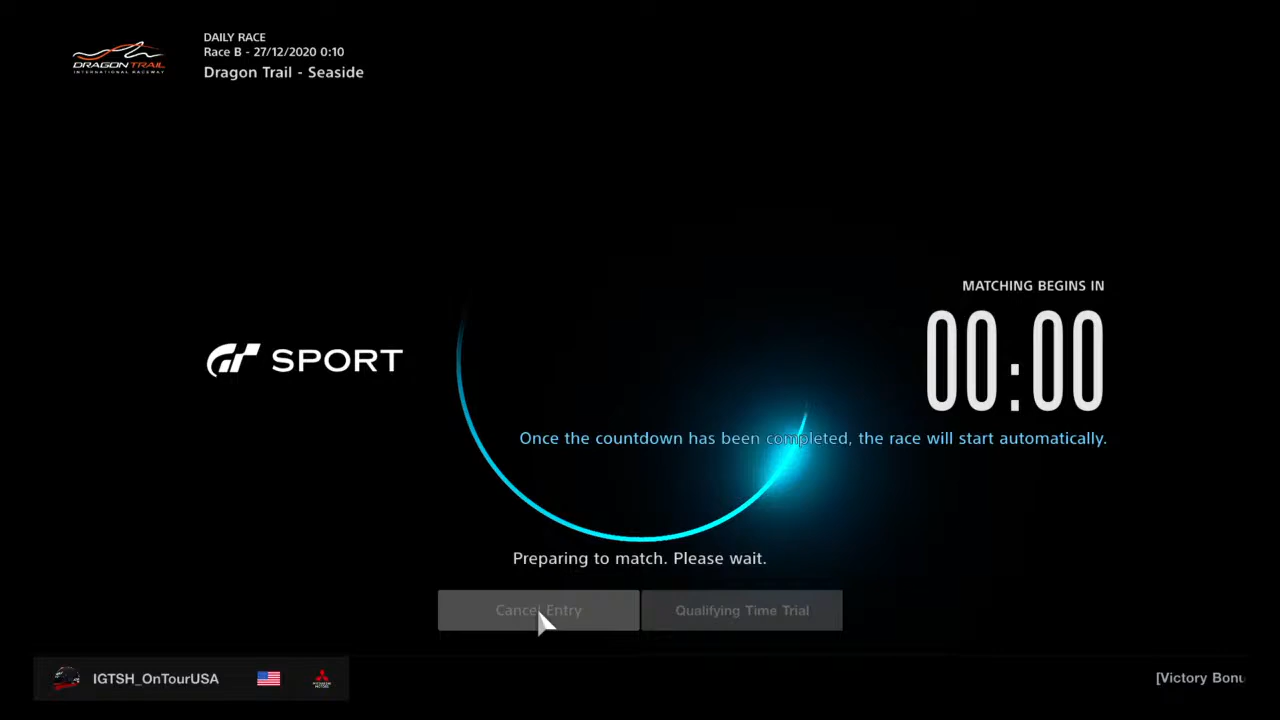 DAILY RACE
Race B - 27/12/2020 0:10
Dragon Trail - Seaside
DRAGON TRAIL
INTERNATIONAL RACEWAY
MATCHING BEGINS IN
00:00
GT SPORT
Once the countdown has been completed, the race will start automatically.
Preparing to match. Please wait.
Cancel Entry
Qualifying Time Trial
IGTSH_OnTourUSA
MITSUBISHI
MOTORS
[Victory Bonu